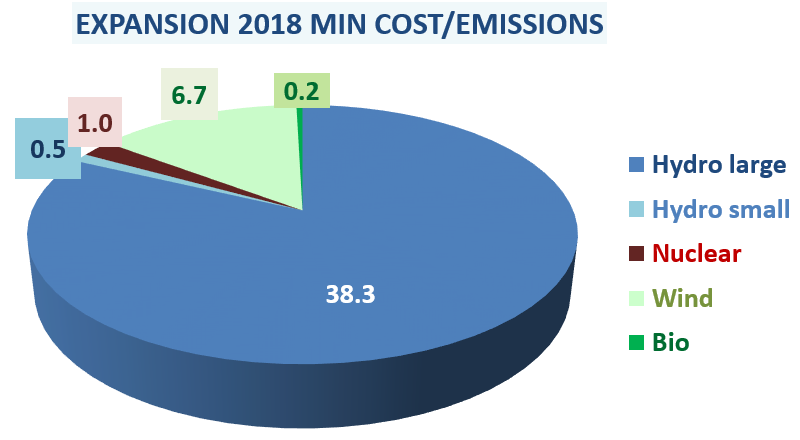 EXPANSION 2018 MIN COST/EMISSIONS
0.2
6.7
1.0
0.5
38.3
Hydro large
Hydro small
Nuclear
Wind
Bio